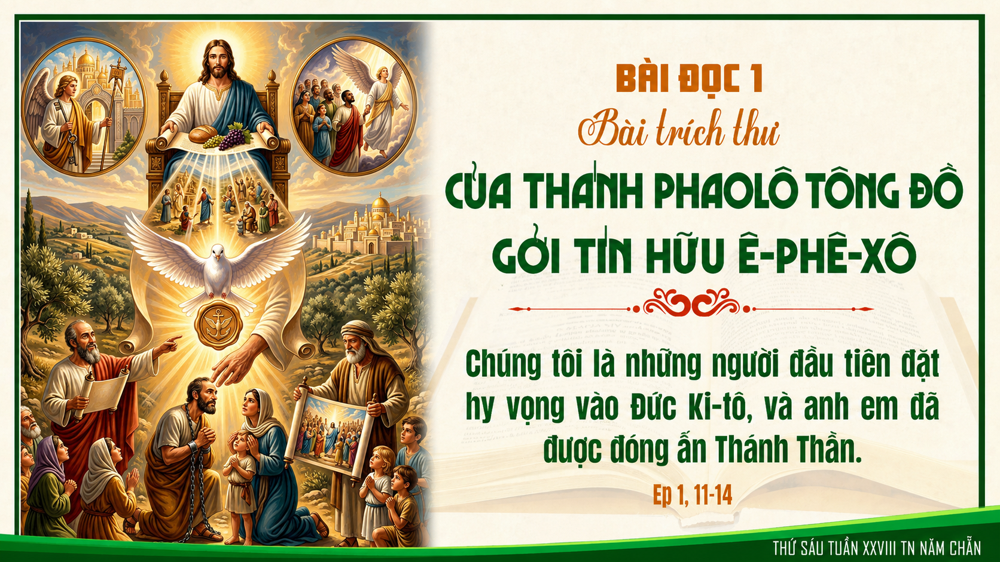 BÀI ĐỌC 1
Bài trích thư
CỦA THÁNH PHAOLÔ TÔNG ĐỒ
GỞI TÍN HỮU Ê-PHÊ-XÔ
Chúng tôi là những người đầu tiên đặt
hy vọng vào Đức Ki-tô, và anh em đã
được đóng ấn Thánh Thần.
Ep 1, 11-14
THỨ SÁU TUẦN XXVIII TN NĂM CHẴN